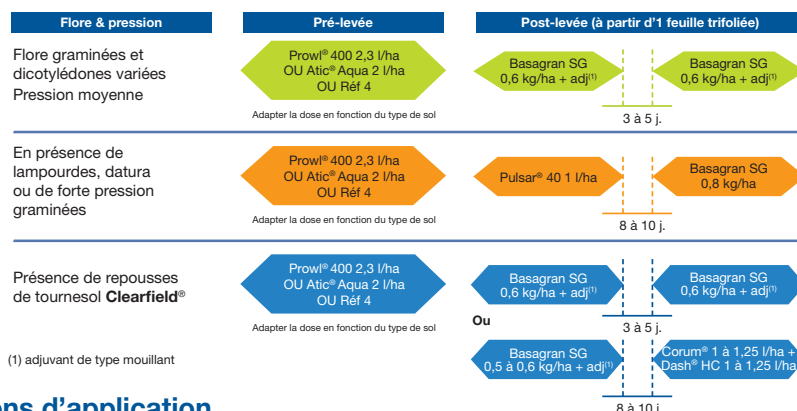 Flore & pression
Pré-levée
Post-levée (à partir d'1 feuille trifoliée)
Flore graminées et
dicotylédones variées
Pression moyenne
Prowl® 400 2,3 l/ha
OU Atic® Aqua 2 l/ha
OU Réf 4
Adapter la dose en fonction du type de sol
Basagran SG
0,6 kg/ha + adj(1)
Basagran SG
0,6 kg/ha + adj(1)
3 à 5 j.
En présence de
lampourdes, datura
ou de forte pression
graminées
Prowl® 400 2,3 l/ha
OU Atic® Aqua 2 l/ha
OU Réf 4
Adapter la dose en fonction du type de sol
Pulsar® 40 1 l/ha
Basagran SG
0,8 kg/ha
8 à 10 j.
Présence de repousses
de tournesol Clearfield®
Prowl® 400 2,3 l/ha
OU Atic® Aqua 2 l/ha
OU Réf 4
Adapter la dose en fonction du type de sol
Basagran SG
0,6 kg/ha + adj(1)
Basagran SG
0,6 kg/ha + adj(1)
Ou
3 à 5 j.
Basagran SG
0,5 à 0,6 kg/ha + adj(1)
Corum® 1 à 1,25 l/ha +
Dash® HC 1 à 1,25 l/ha
8 à 10 j.
(1) adjuvant de type mouillant
ons d'application